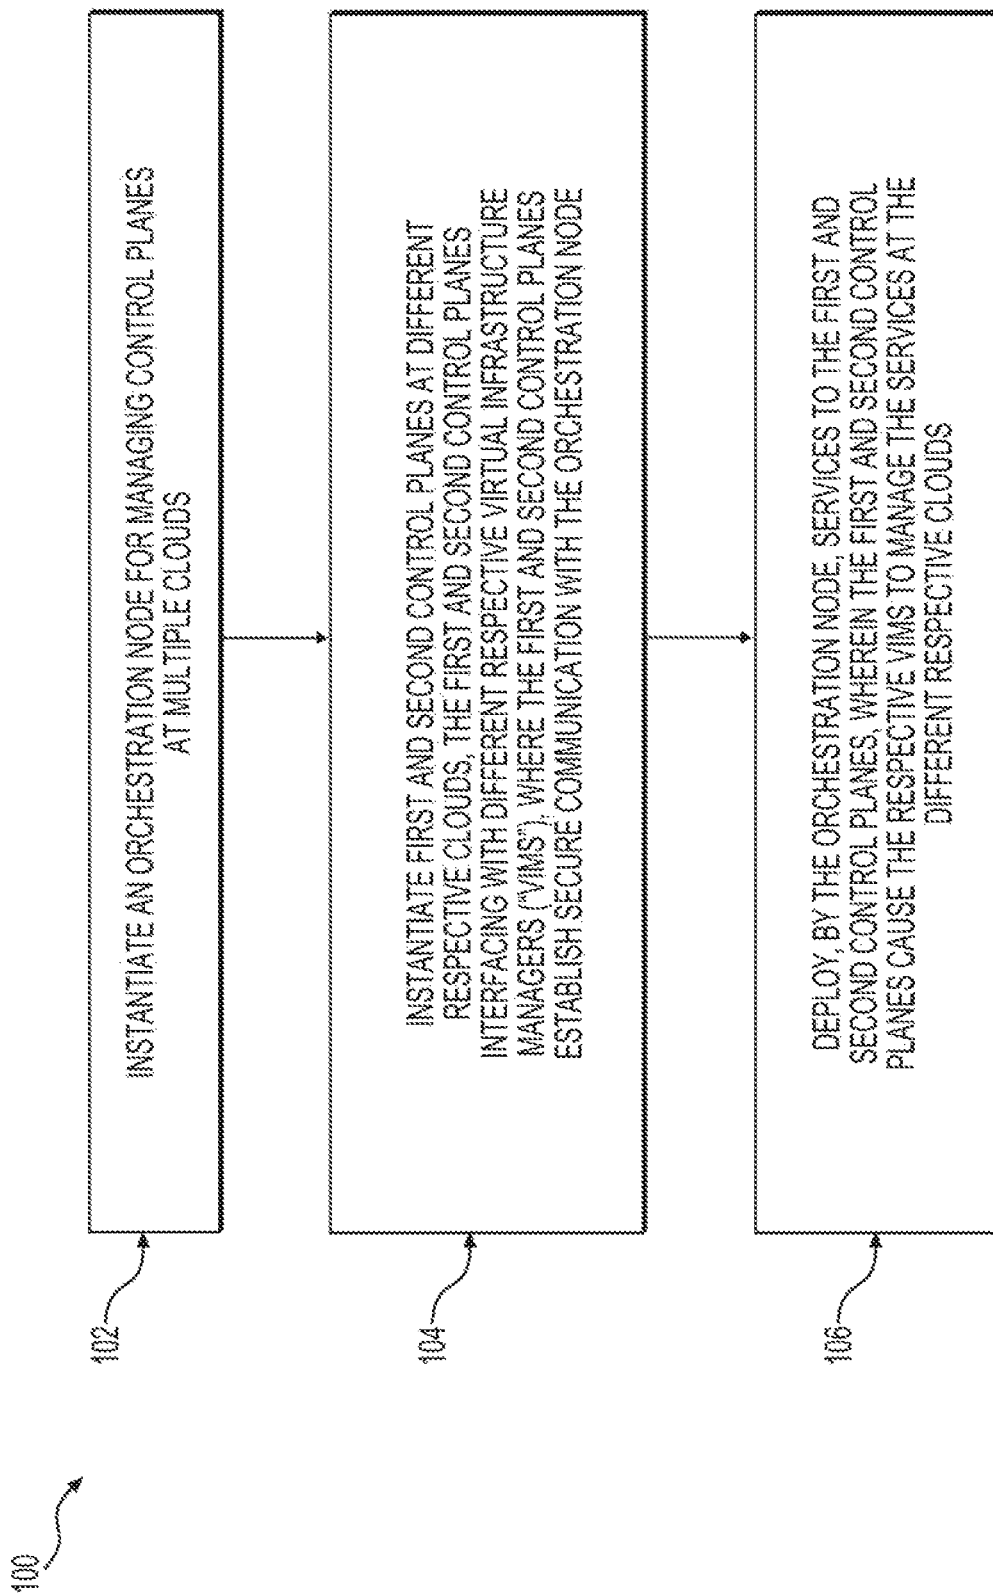 100
102
INSTANTIATE AN ORCHESTRATION NODE FOR MANAGING CONTROL PLANES
AT MULTIPLE CLOUDS
104
INSTANTIATE FIRST AND SECOND CONTROL PLANES AT DIFFERENT
RESPECTIVE CLOUDS, THE FIRST AND SECOND CONTROL PLANES
INTERFACING WITH DIFFERENT RESPECTIVE VIRTUAL INFRASTRUCTURE
MANAGERS (“VIMS”), WHERE THE FIRST AND SECOND CONTROL PLANES
ESTABLISH SECURE COMMUNICATION WITH THE ORCHESTRATION NODE
106
DEPLOY, BY THE ORCHESTRATION NODE, SERVICES TO THE FIRST AND
SECOND CONTROL PLANES, WHEREIN THE FIRST AND SECOND CONTROL
PLANES CAUSE THE RESPECTIVE VIMS TO MANAGE THE SERVICES AT THE
DIFFERENT RESPECTIVE CLOUDS